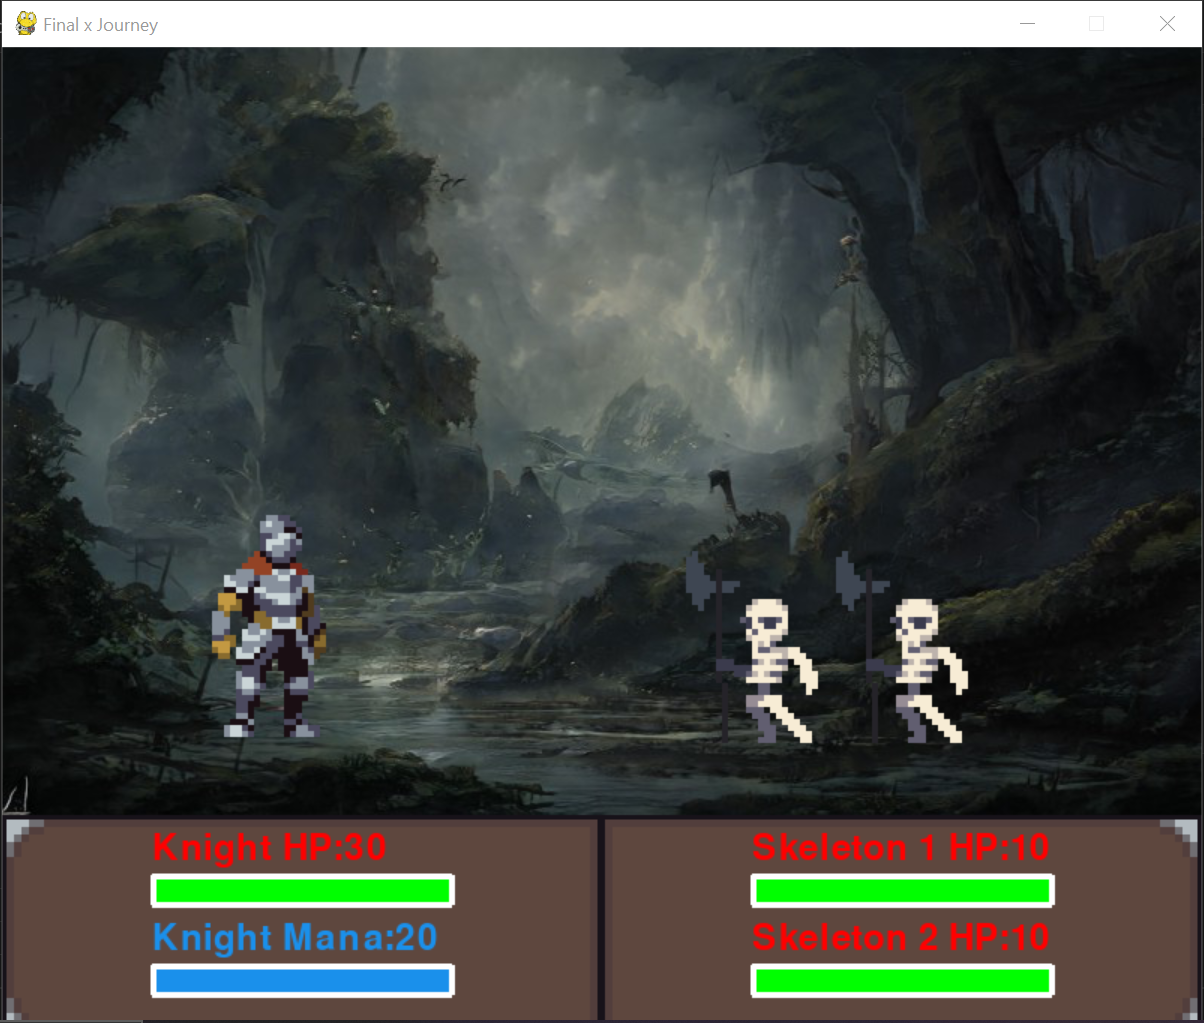 Final x Journey
Knight HP:30
Knight Mana:20
Skeleton 1 HP:10
Skeleton 2 HP:10